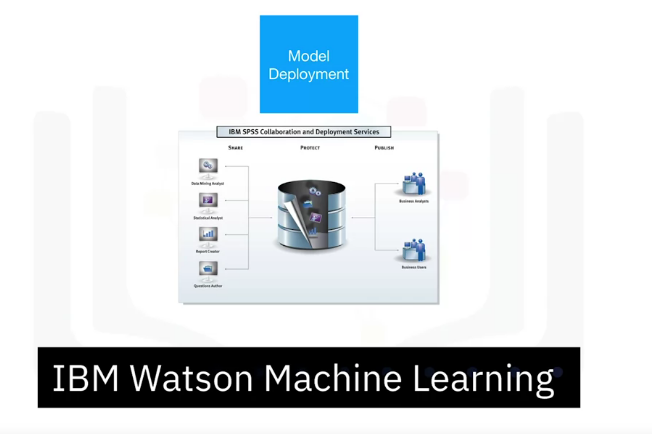 Model
Deployment
IBM SPSS Collaboration and Deployment Services
SHARE PROTECT PUBLISH
Data Mining Analyst
Statistical Analyst
Report Creator
Questions Author
Business Analysts
Business Users
IBM Watson Machine Learning